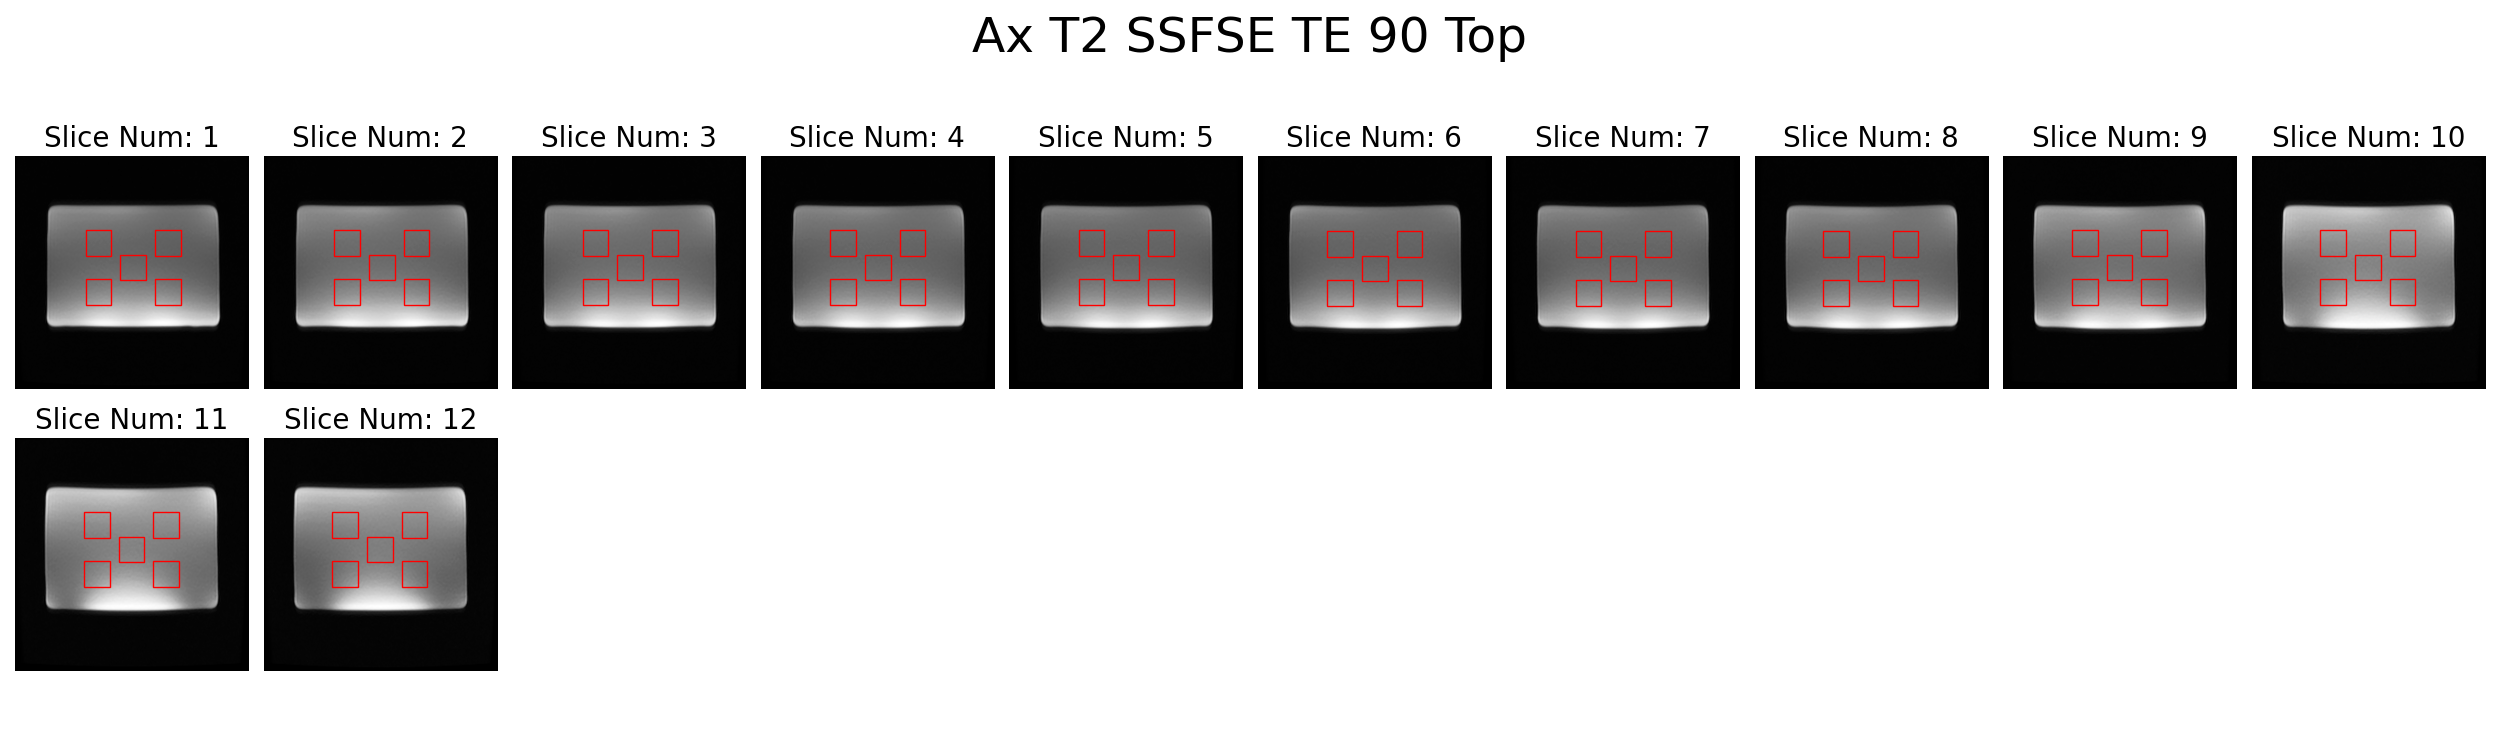 Ax T2 SSFSE TE 90 Top
Slice Num: 1
Slice Num: 2
Slice Num: 3
Slice Num: 4
Slice Num: 5
Slice Num: 6
Slice Num: 7
Slice Num: 8
Slice Num: 9
Slice Num: 10
Slice Num: 11
Slice Num: 12